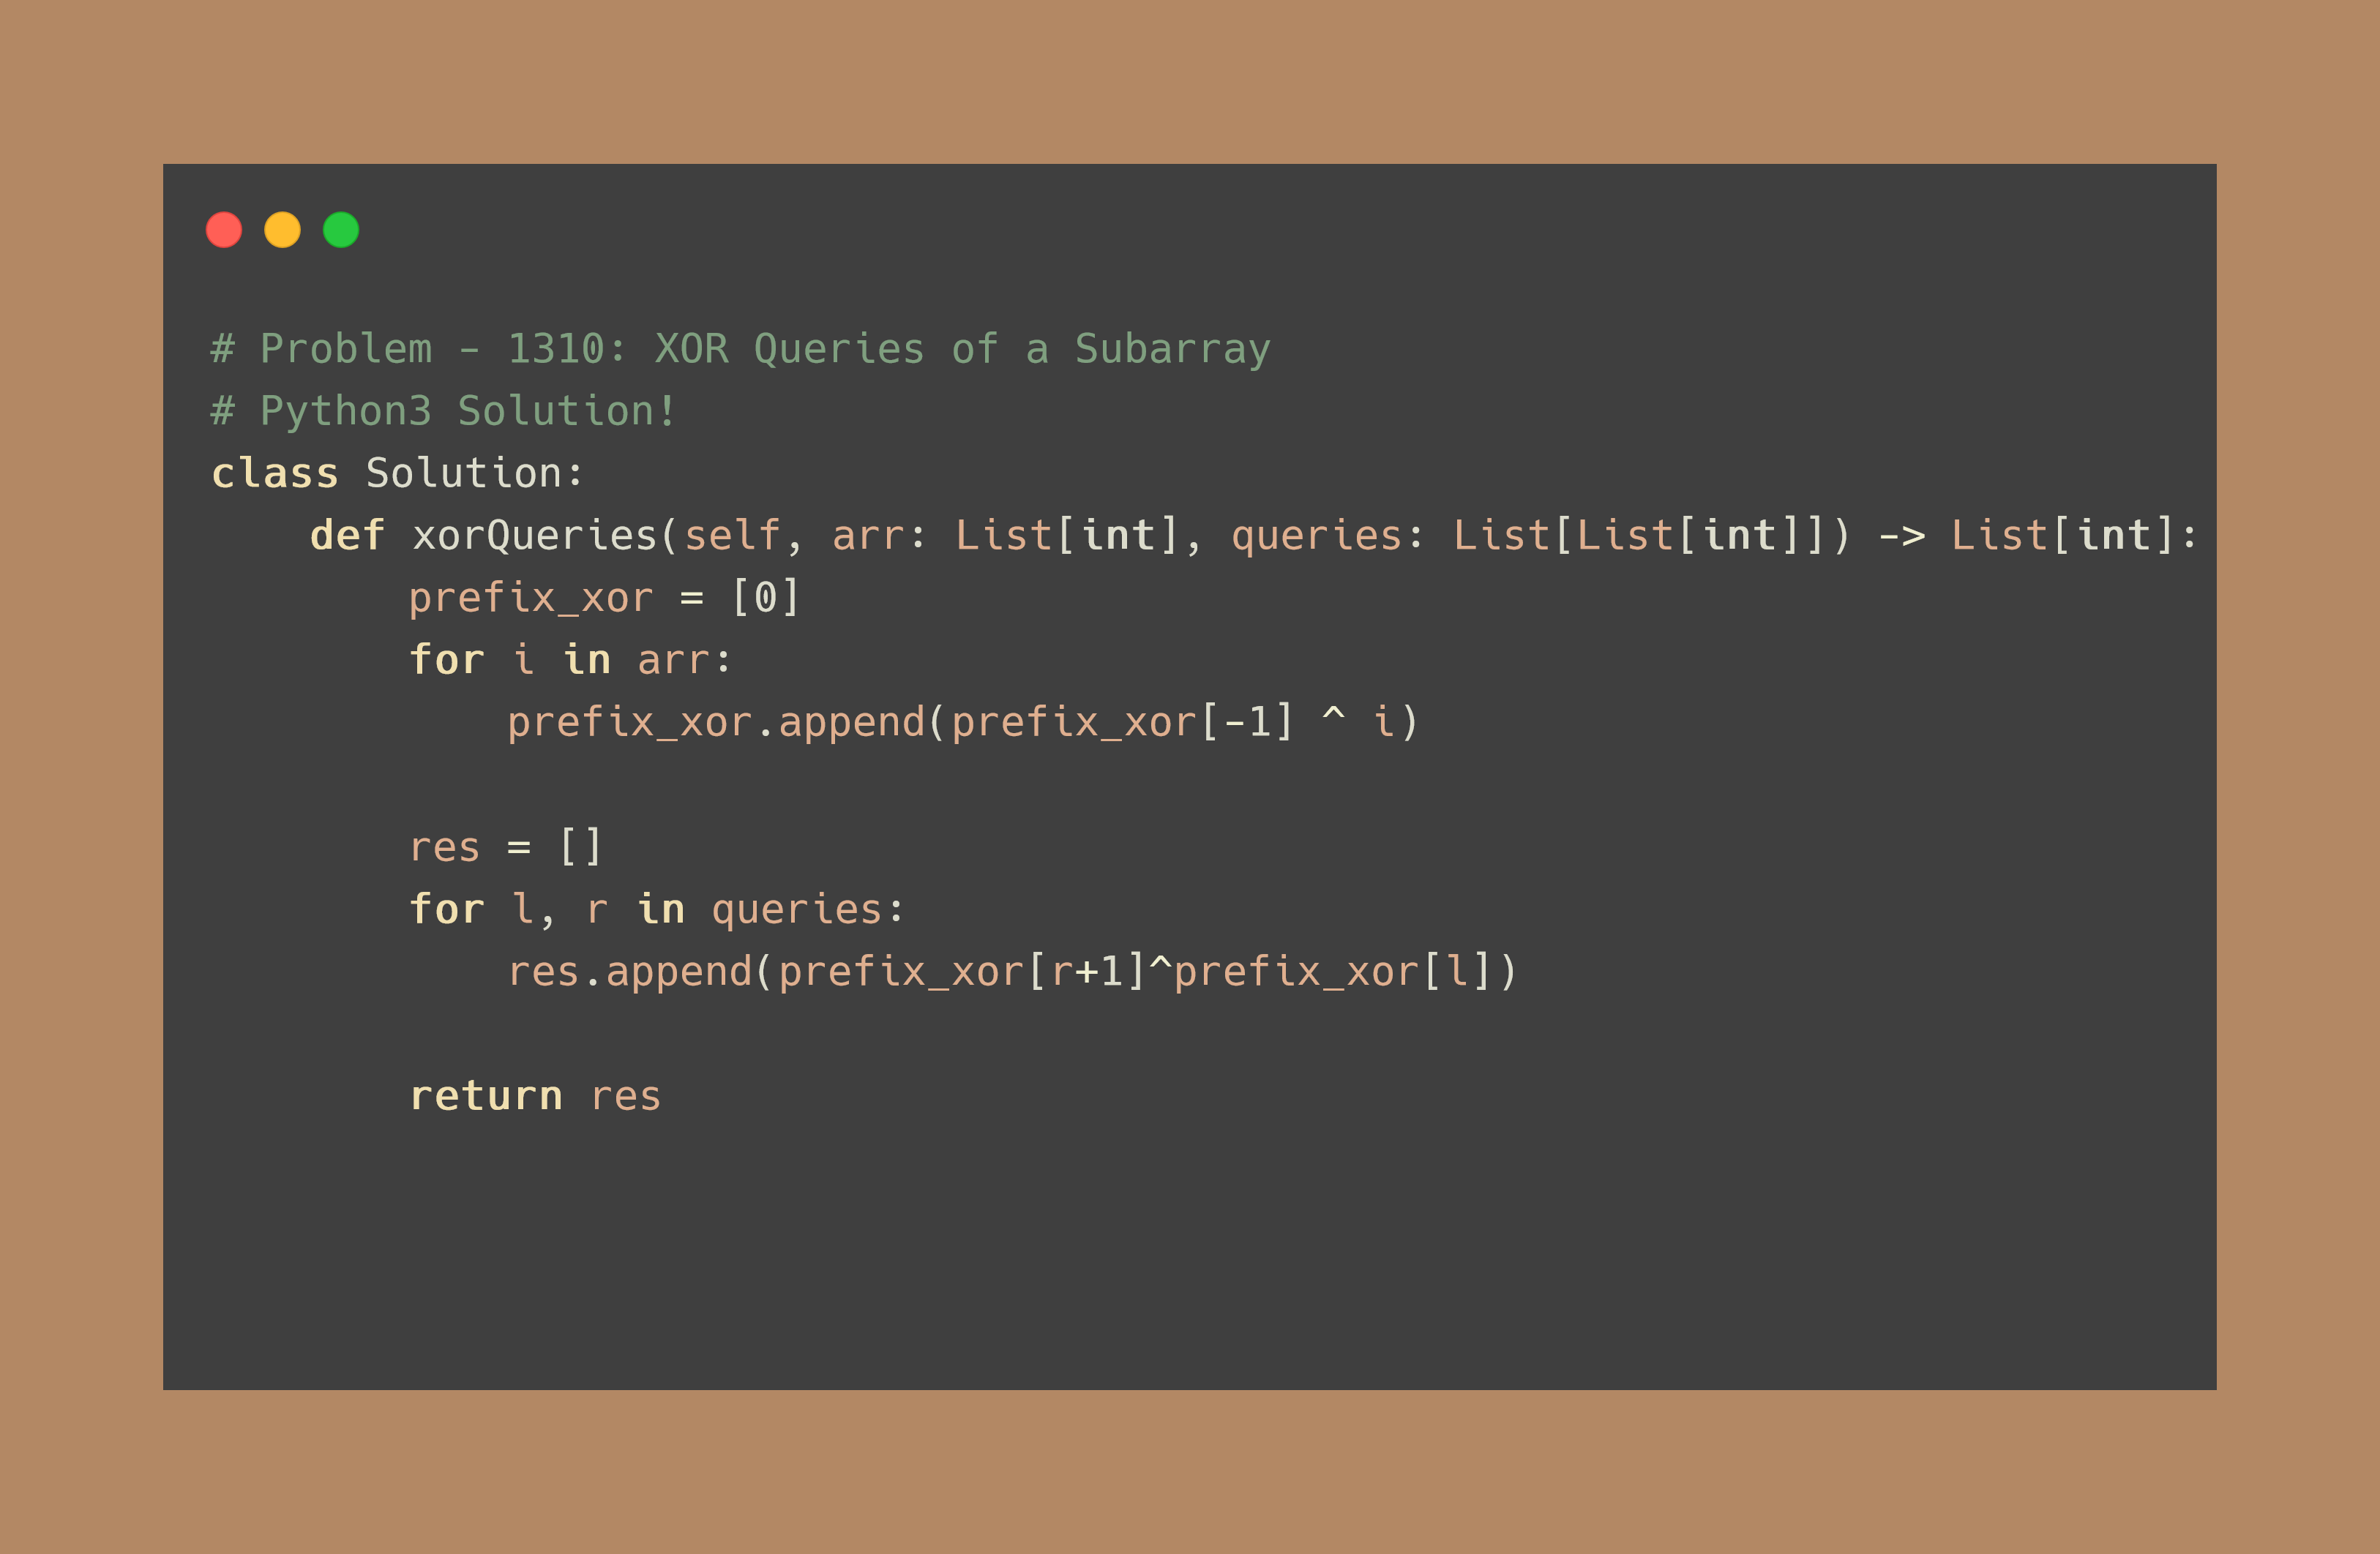 # Problem - 1310: XOR Queries of a Subarray
# Python3 Solution!
class Solution:
    def xorQueries(self, arr: List[int], queries: List[List[int]]) -> List[int]:
        prefix_xor = [0]
        for i in arr:
            prefix_xor.append(prefix_xor[-1] ^ i)

        res = []
        for l, r in queries:
            res.append(prefix_xor[r+1]^prefix_xor[l])

        return res